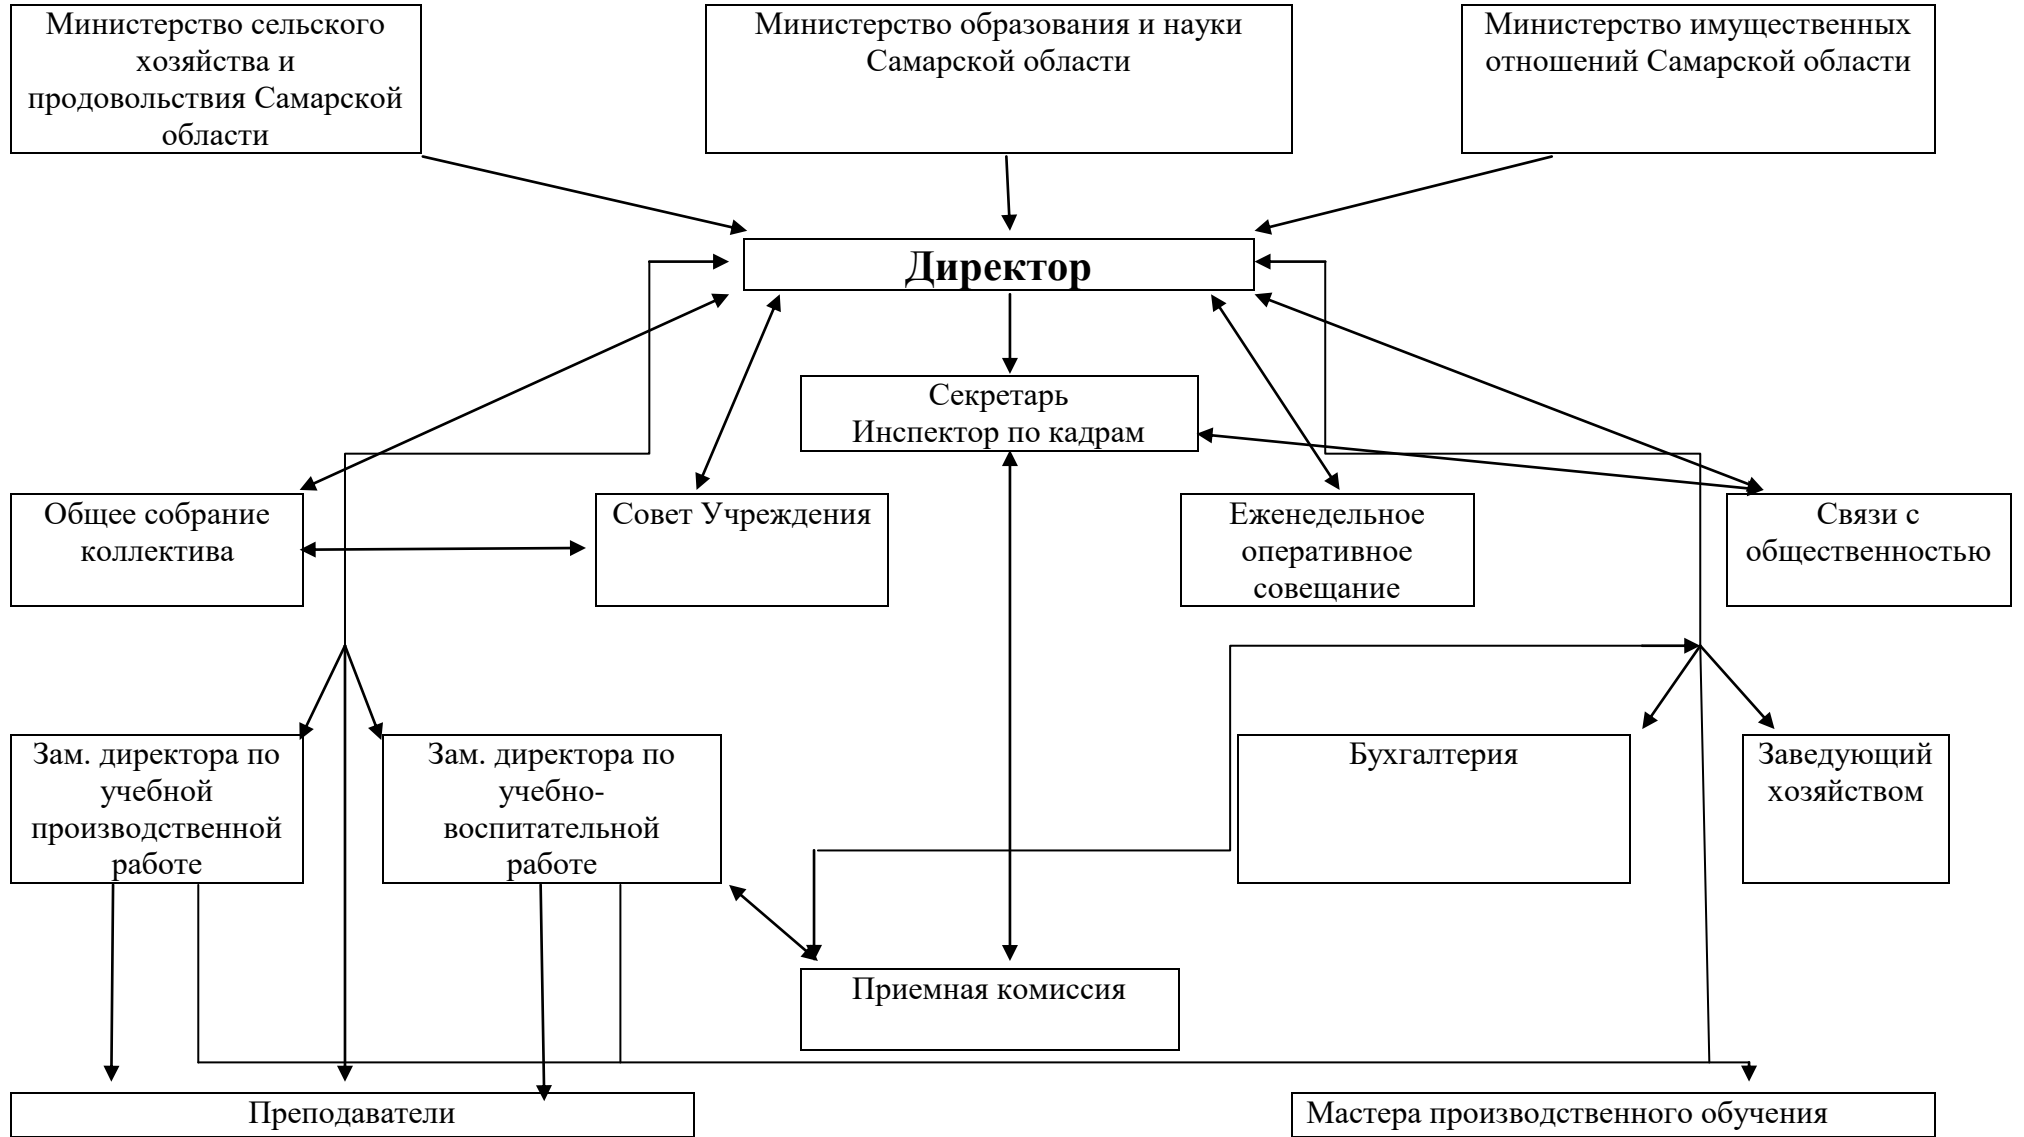 Министерство сельского
хозяйства и
продовольствия Самарской
области
Министерство образования и науки
Самарской области
Министерство имущественных
отношений Самарской области
Директор
Секретарь
Инспектор по кадрам
Общее собрание
коллектива
Совет Учреждения
Еженедельное
оперативное
совещание
Связи с
общественностью
Зам. директора по
учебной
производственной
работе
Зам. директора по
учебно-
воспитательной
работе
Бухгалтерия
Заведующий
хозяйством
Приемная комиссия
Преподаватели
Мастера производственного обучения